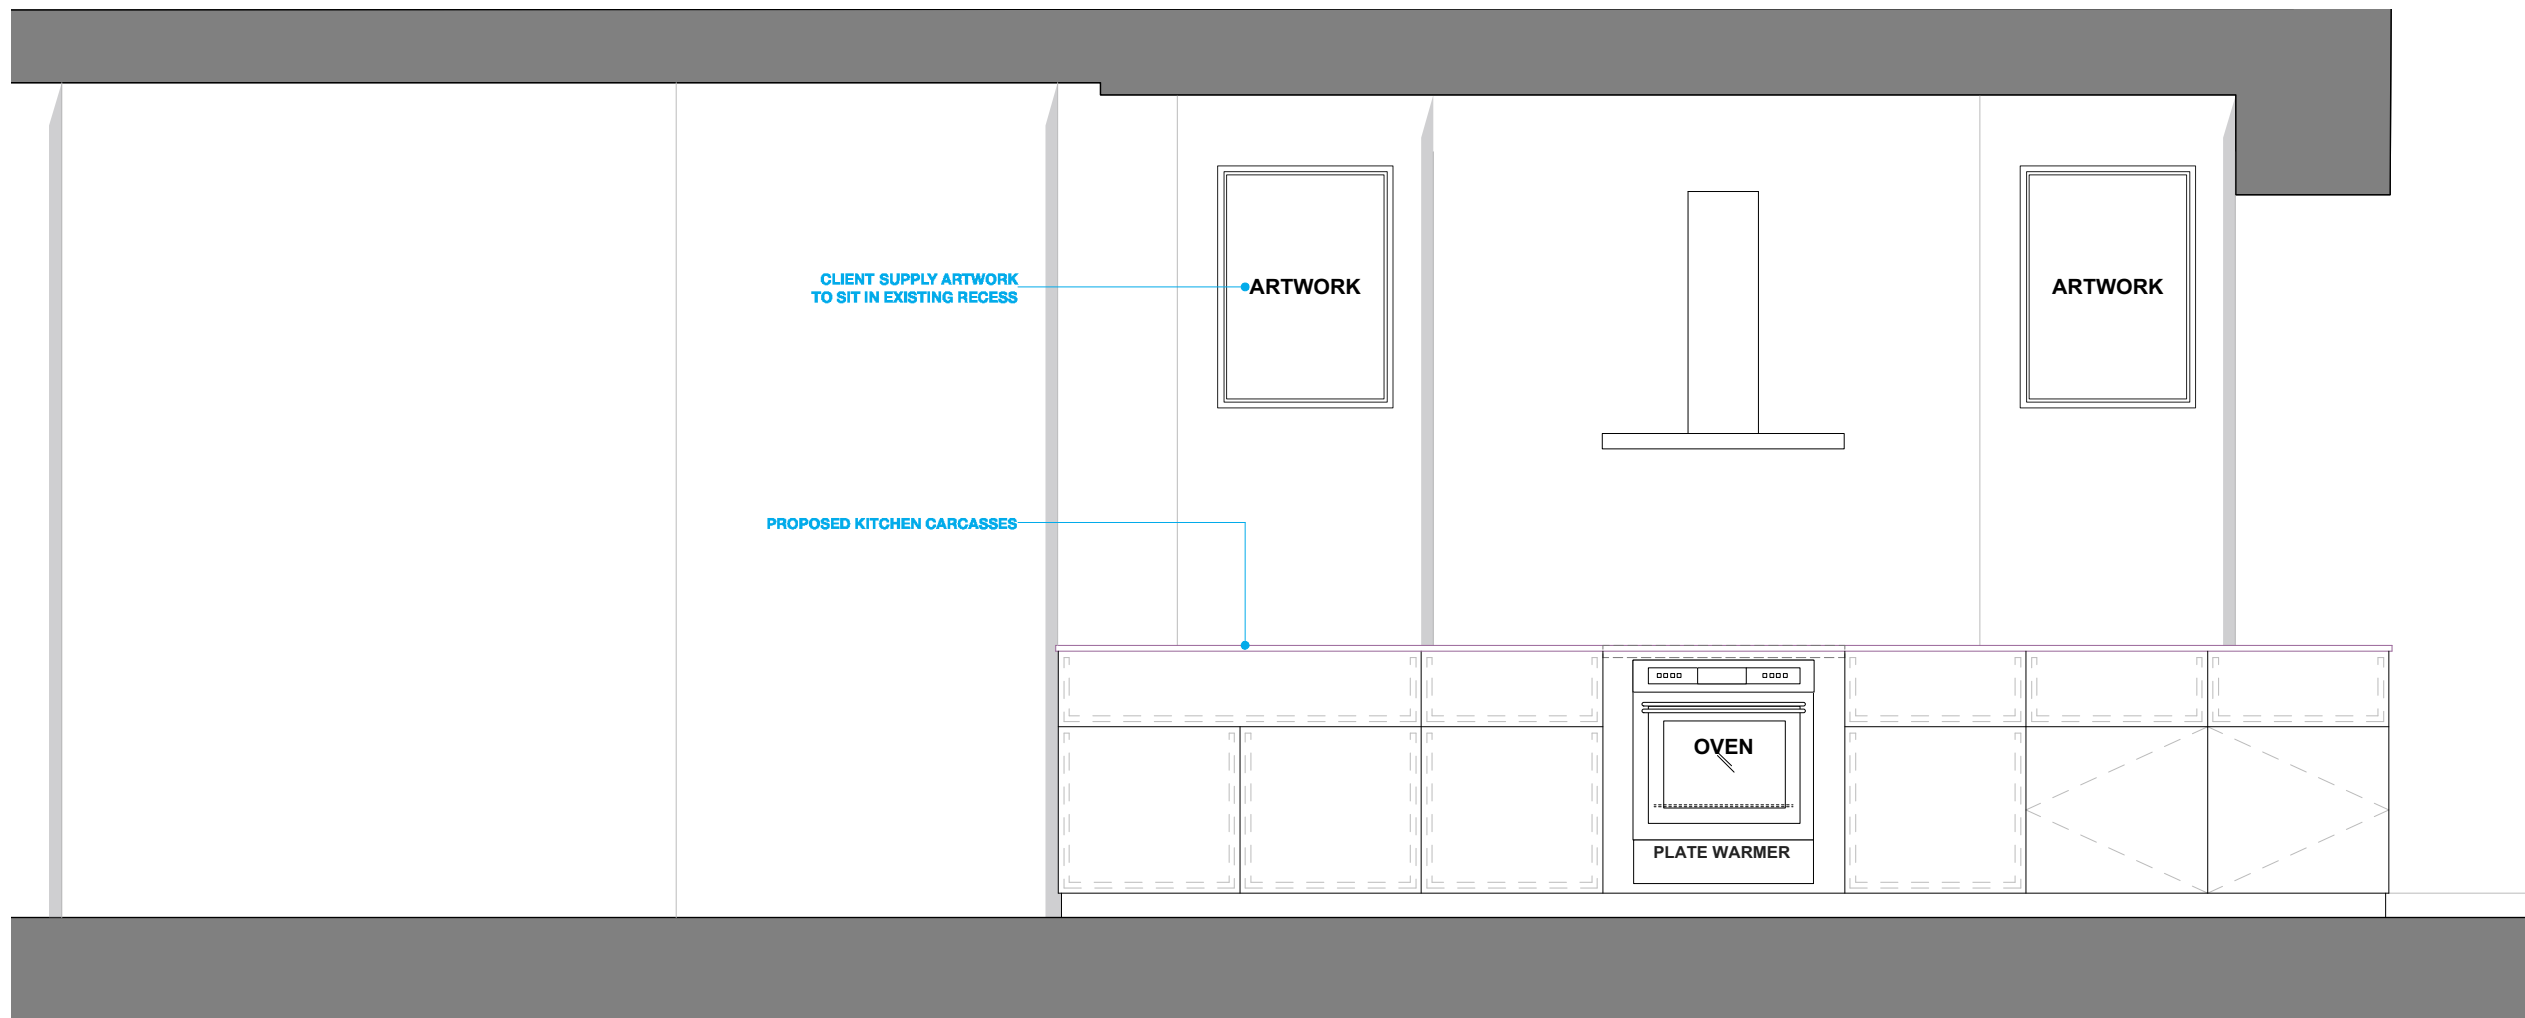 CLIENT SUPPLY ARTWORK
TO SIT IN EXISTING RECESS
ARTWORK
ARTWORK
PROPOSED KITCHEN CARCASSES
OVEN
PLATE WARMER